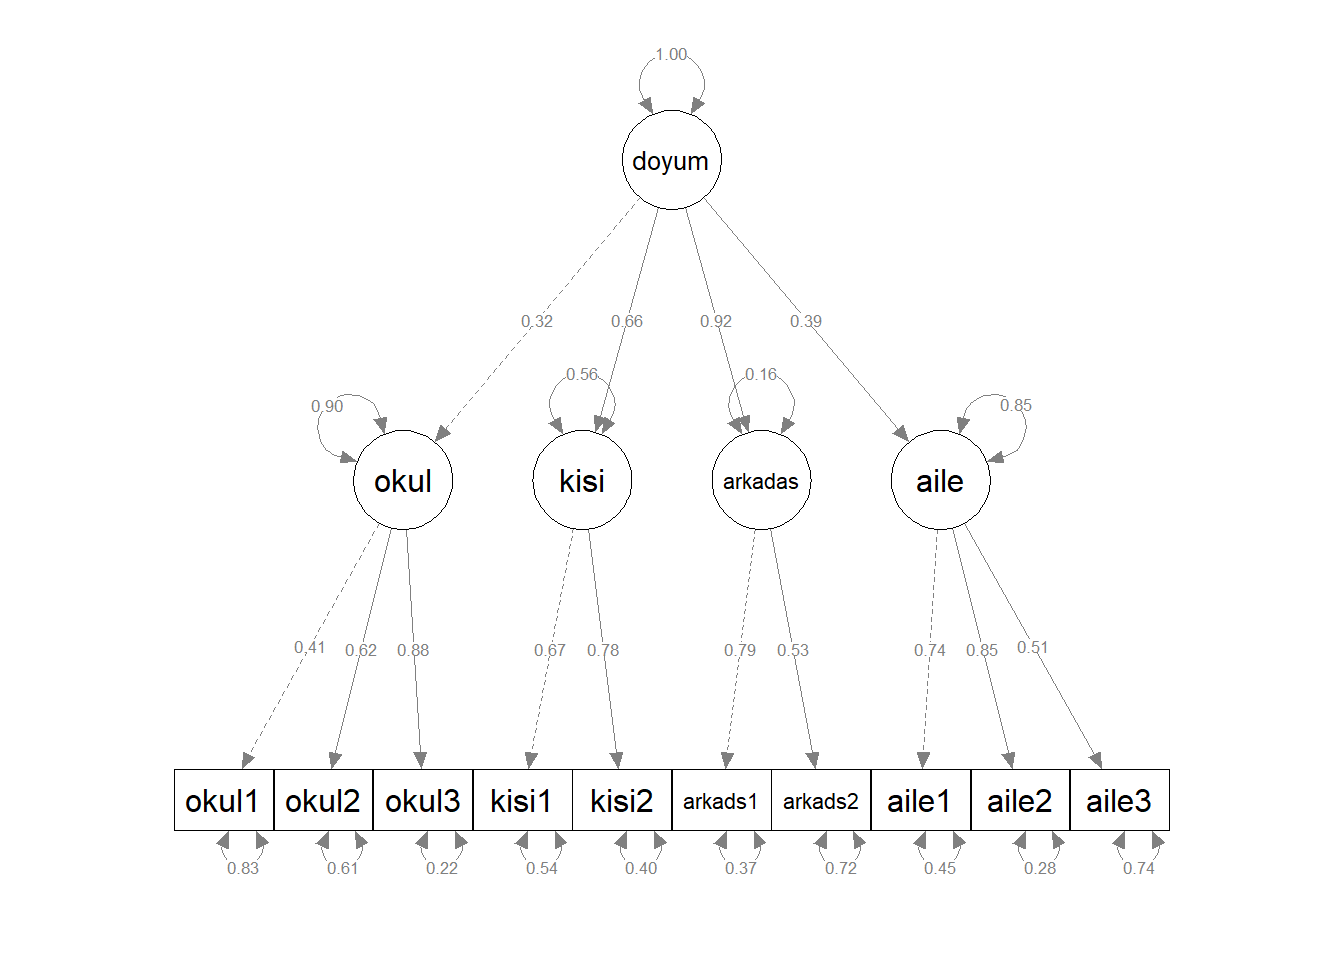 1.00
doyum
0.32 0.66 0.92 0.39
0.90 0.56 0.16 0.85
okul kisi arkadas aile
0.41 0.62 0.88 0.67 0.78 0.79 0.53 0.74 0.85 0.51
okul1 okul2 okul3 kisi1 kisi2 arkads1 arkads2 aile1 aile2 aile3
0.83 0.61 0.22 0.54 0.40 0.37 0.72 0.45 0.28 0.74